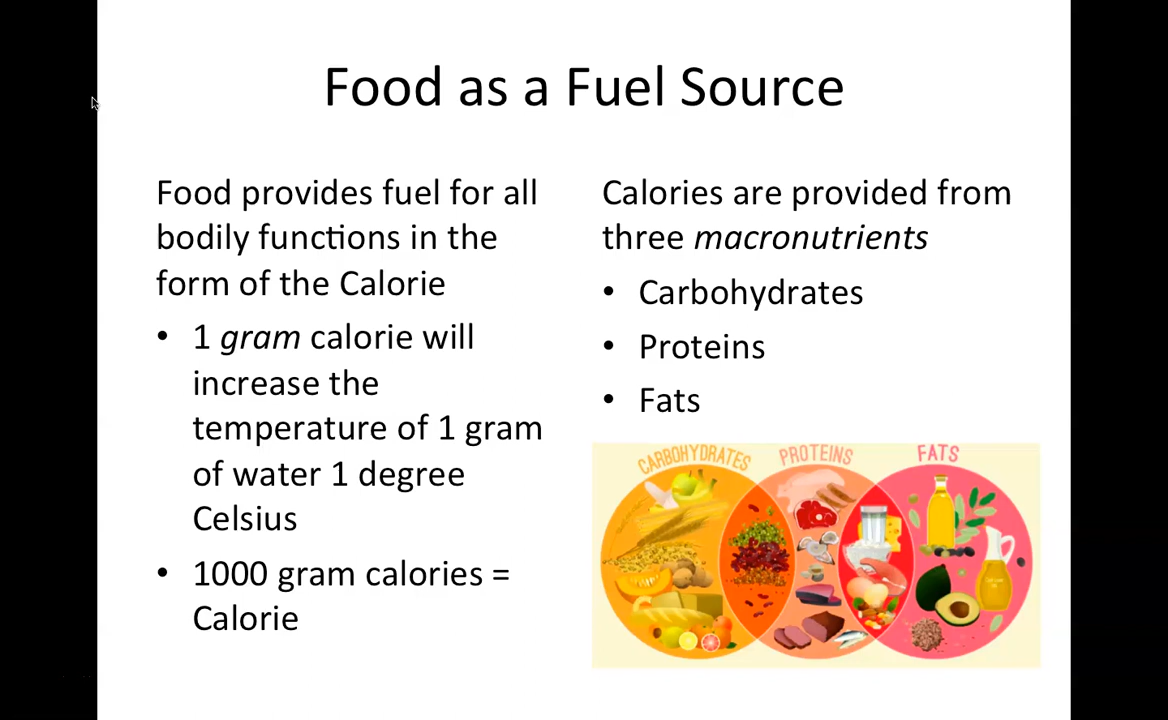 Food as a Fuel Source
Food provides fuel for all
bodily functions in the
form of the Calorie
• 1 gram calorie will
increase the
temperature of 1 gram
of water 1 degree
Celsius
• 1000 gram calories =
Calorie
Calories are provided from
three macronutrients
• Carbohydrates
• Proteins
• Fats
CARBOHYDRATES
PROTEINS
FATS